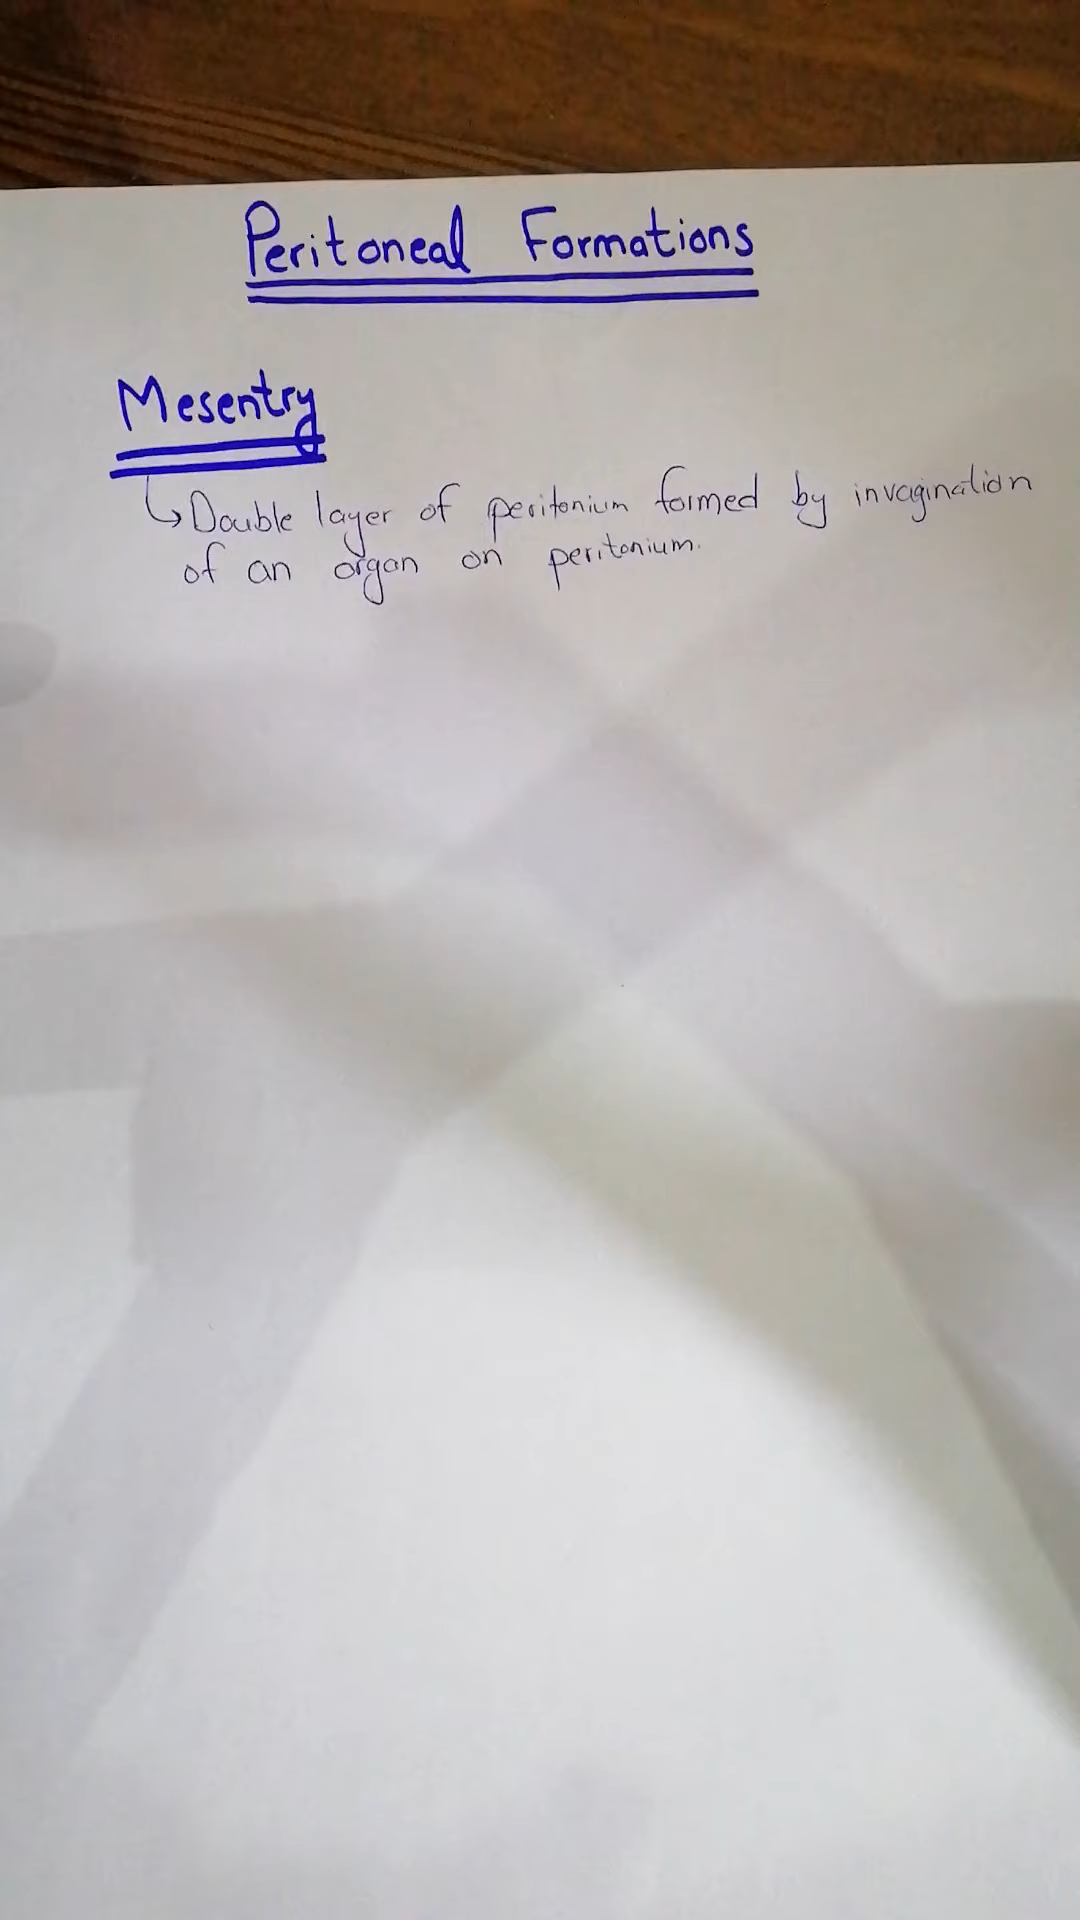 Peritoneal Formations
Mesentry
↳ Double layer of peritonium formed by invagination
of an organ on peritonium.